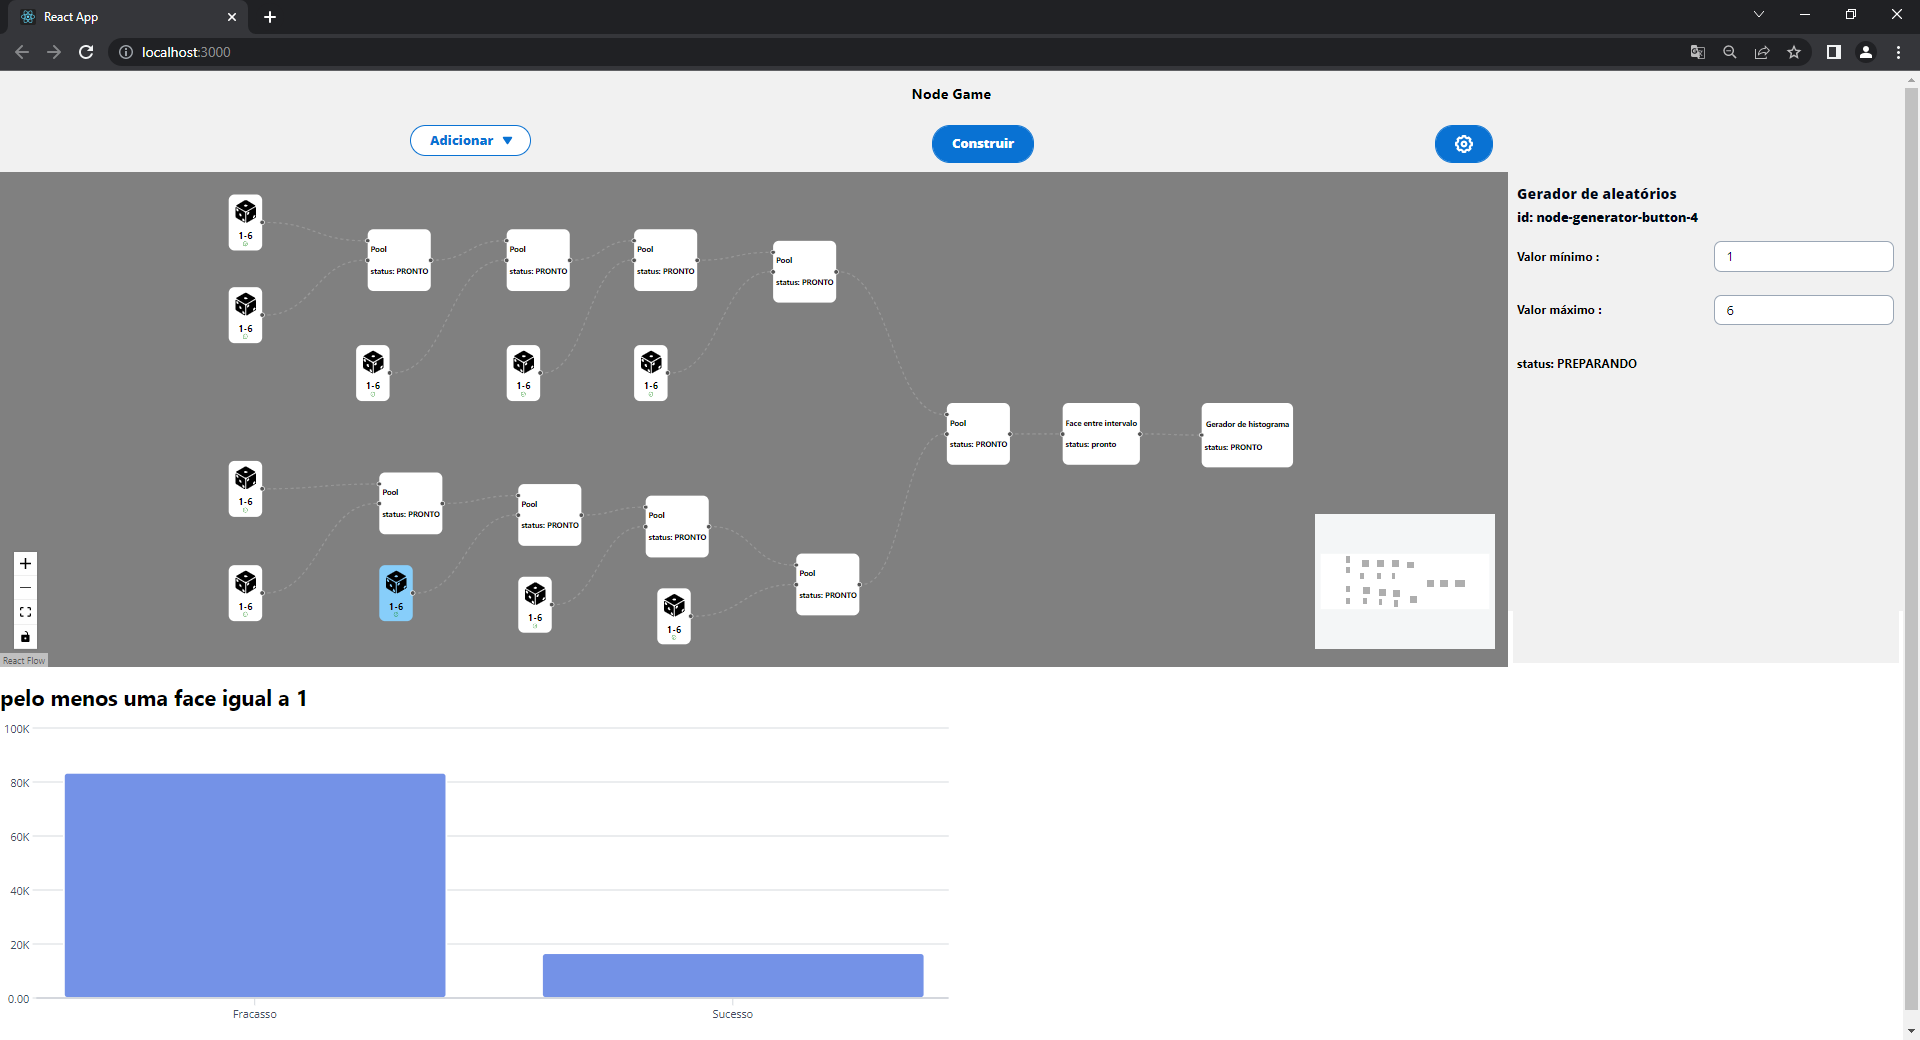 React App
localhost:3000
Node Game
Adicionar
Construir
1-6
Pool
status: PRONTO
Pool
status: PRONTO
Pool
status: PRONTO
Pool
status: PRONTO
1-6
1-6
1-6
1-6
Pool
status: PRONTO
Face entre intervalo
status: pronto
Gerador de histograma
status: PRONTO
1-6
Pool
status: PRONTO
Pool
status: PRONTO
Pool
status: PRONTO
Pool
status: PRONTO
1-6
1-6
1-6
1-6
React Flow
Gerador de aleatórios
id: node-generator-button-4
Valor mínimo : 1
Valor máximo : 6
status: PREPARANDO
pelo menos uma face igual a 1
100K
80K
60K
40K
20K
0.00
Fracasso
Sucesso